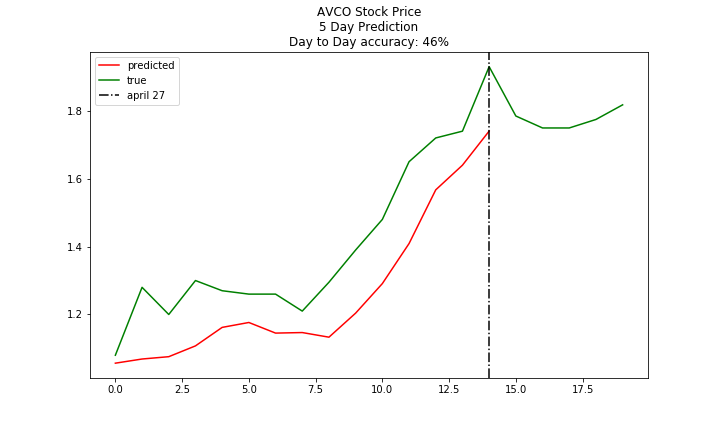 AVCO Stock Price
5 Day Prediction
Day to Day accuracy: 46%
predicted
true
april 27
1.8
1.6
1.4
1.2
0.0 2.5 5.0 7.5 10.0 12.5 15.0 17.5